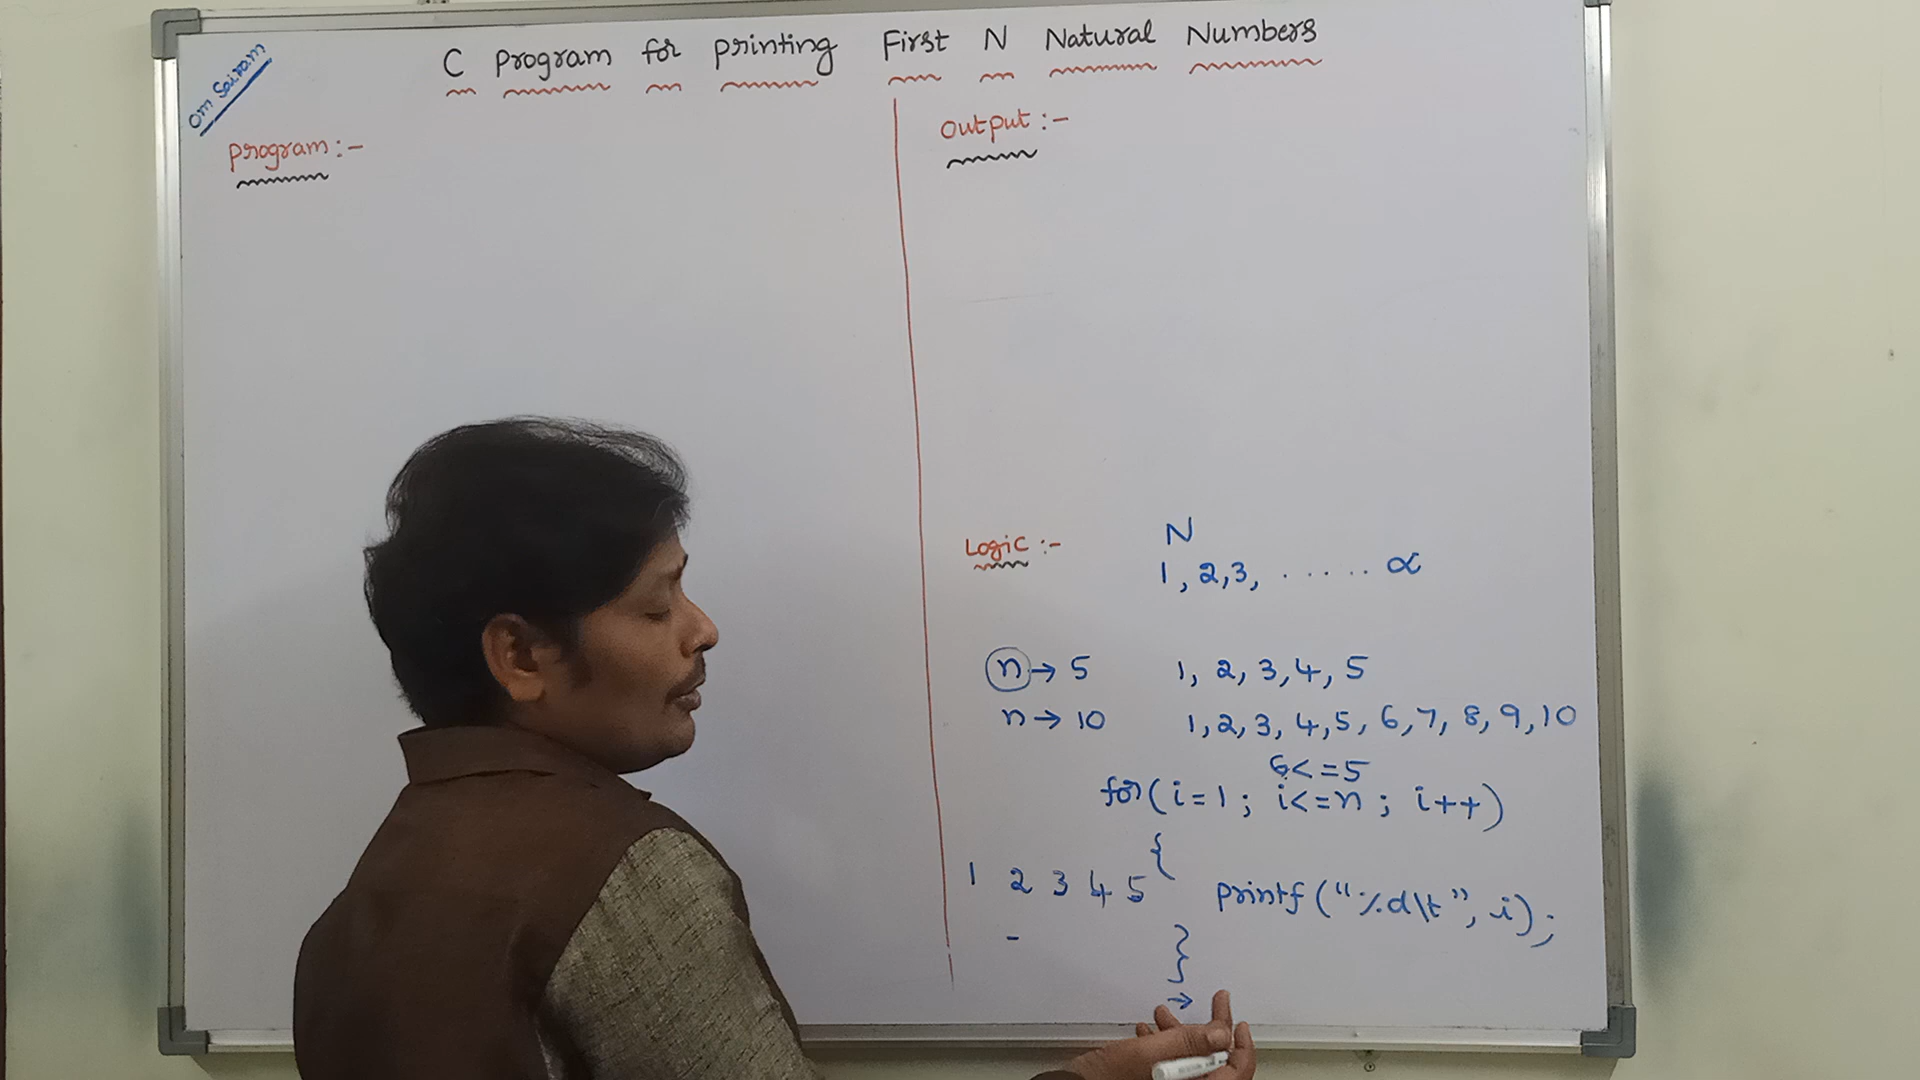 C Program for printing First N Natural Numbers
Om Sairam
Program :-
Output :-
Logic :-
N
1, 2, 3, ...... ∝
n → 5 1, 2, 3, 4, 5
n → 10 1, 2, 3, 4, 5, 6, 7, 8, 9, 10
6<=5
for(i=1; i<=n; i++)
{
1 2 3 4 5
printf("%d\t", i);
-
}
→